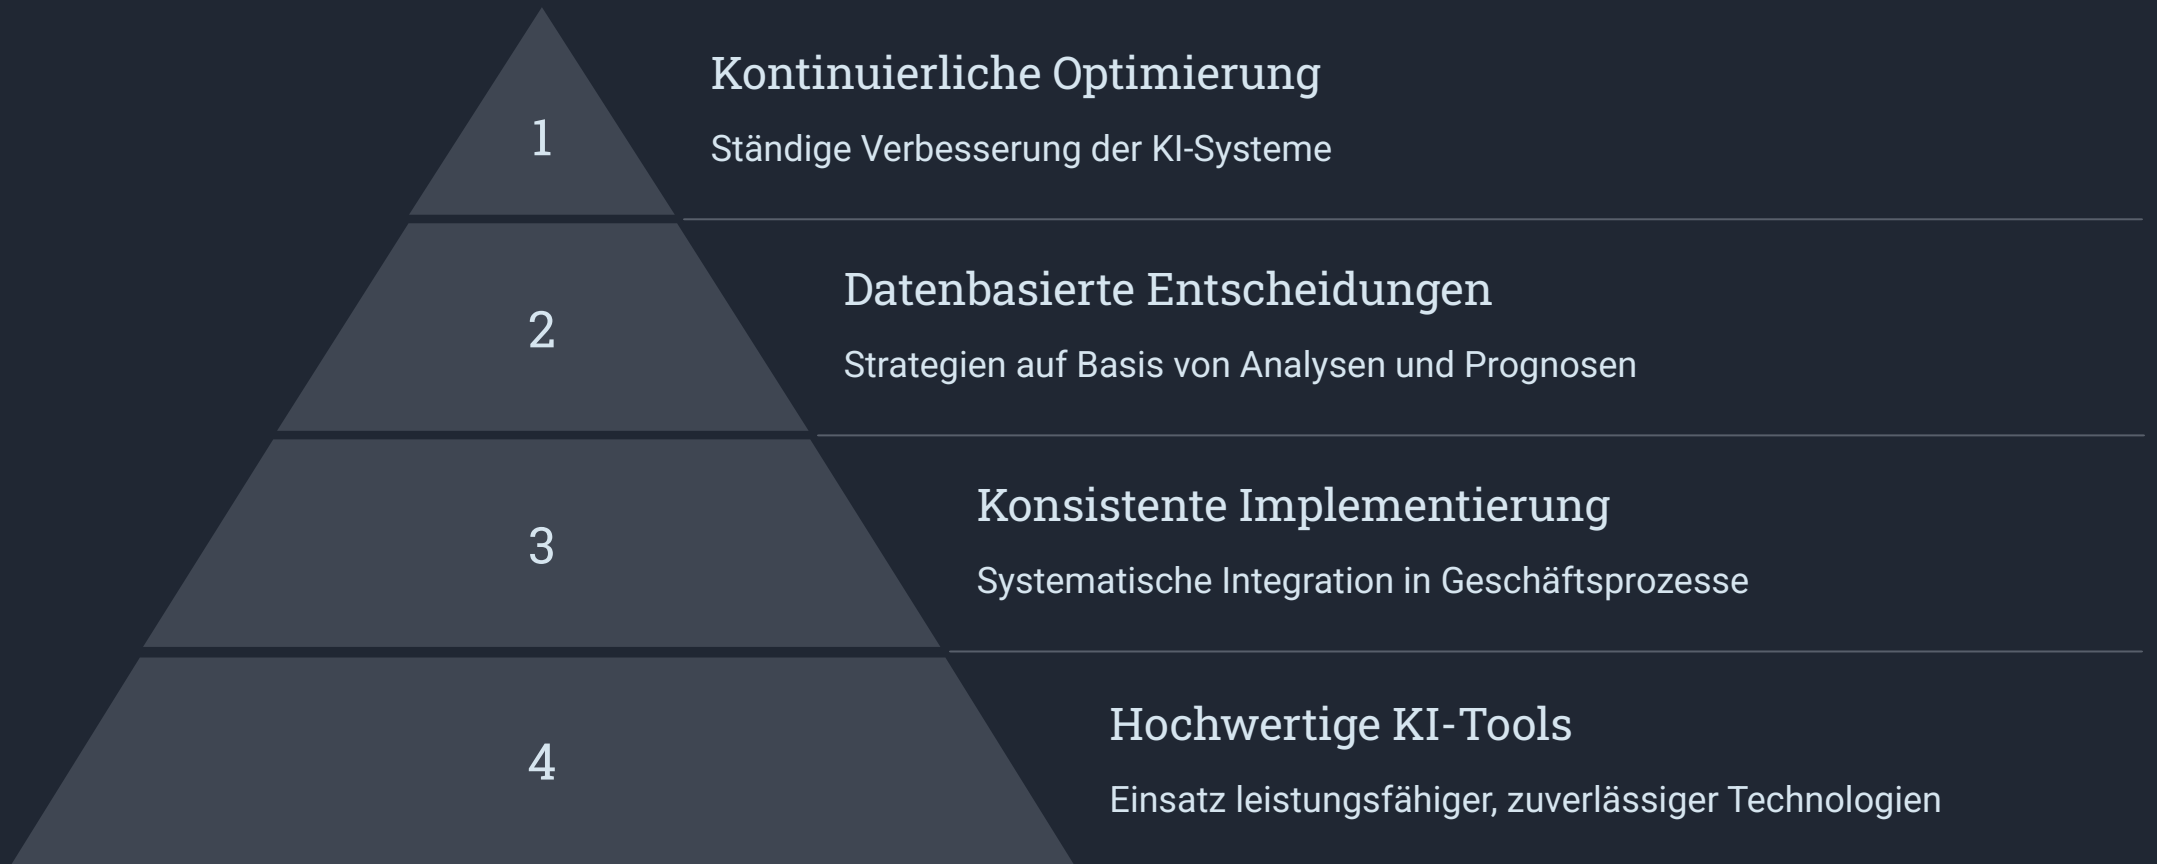 1
Kontinuierliche Optimierung
Ständige Verbesserung der KI-Systeme
2
Datenbasierte Entscheidungen
Strategien auf Basis von Analysen und Prognosen
3
Konsistente Implementierung
Systematische Integration in Geschäftsprozesse
4
Hochwertige KI-Tools
Einsatz leistungsfähiger, zuverlässiger Technologien